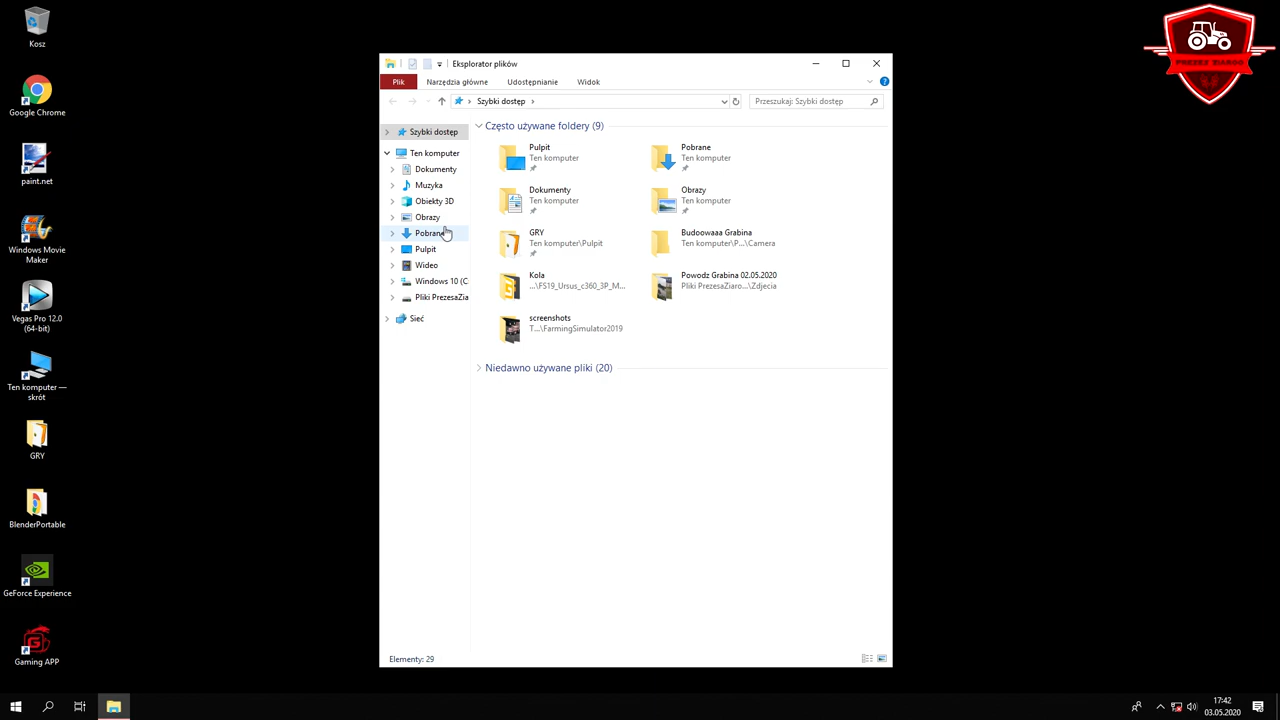 Kosz
Google Chrome
paint.net
Windows Movie
Maker
Vegas Pro 12.0
(64-bit)
Ten komputer —
skrót
GRY
BlenderPortable
GeForce Experience
Gaming APP
Eksplorator plików
Plik
Narzędzia główne
Udostępnianie
Widok
Szybki dostęp
Przeszukaj: Szybki dostęp
Szybki dostęp
Ten komputer
Dokumenty
Muzyka
Obiekty 3D
Obrazy
Pobrane
Pulpit
Wideo
Windows 10 (C
Pliki PrezesaZia
Sieć
Często używane foldery (9)
Pulpit
Ten komputer
Pobrane
Ten komputer
Dokumenty
Ten komputer
Obrazy
Ten komputer
GRY
Ten komputer\Pulpit
Budoowaaa Grabina
Ten komputer\P...\Camera
Kola
...\FS19_Ursus_c360_3P_M...
Powodz Grabina 02.05.2020
Pliki PrezesaZiaro...\Zdjecia
screenshots
T...\FarmingSimulator2019
Niedawno używane pliki (20)
Elementy: 29
PREZEJ ZIAROO
17:42
03.05.2020